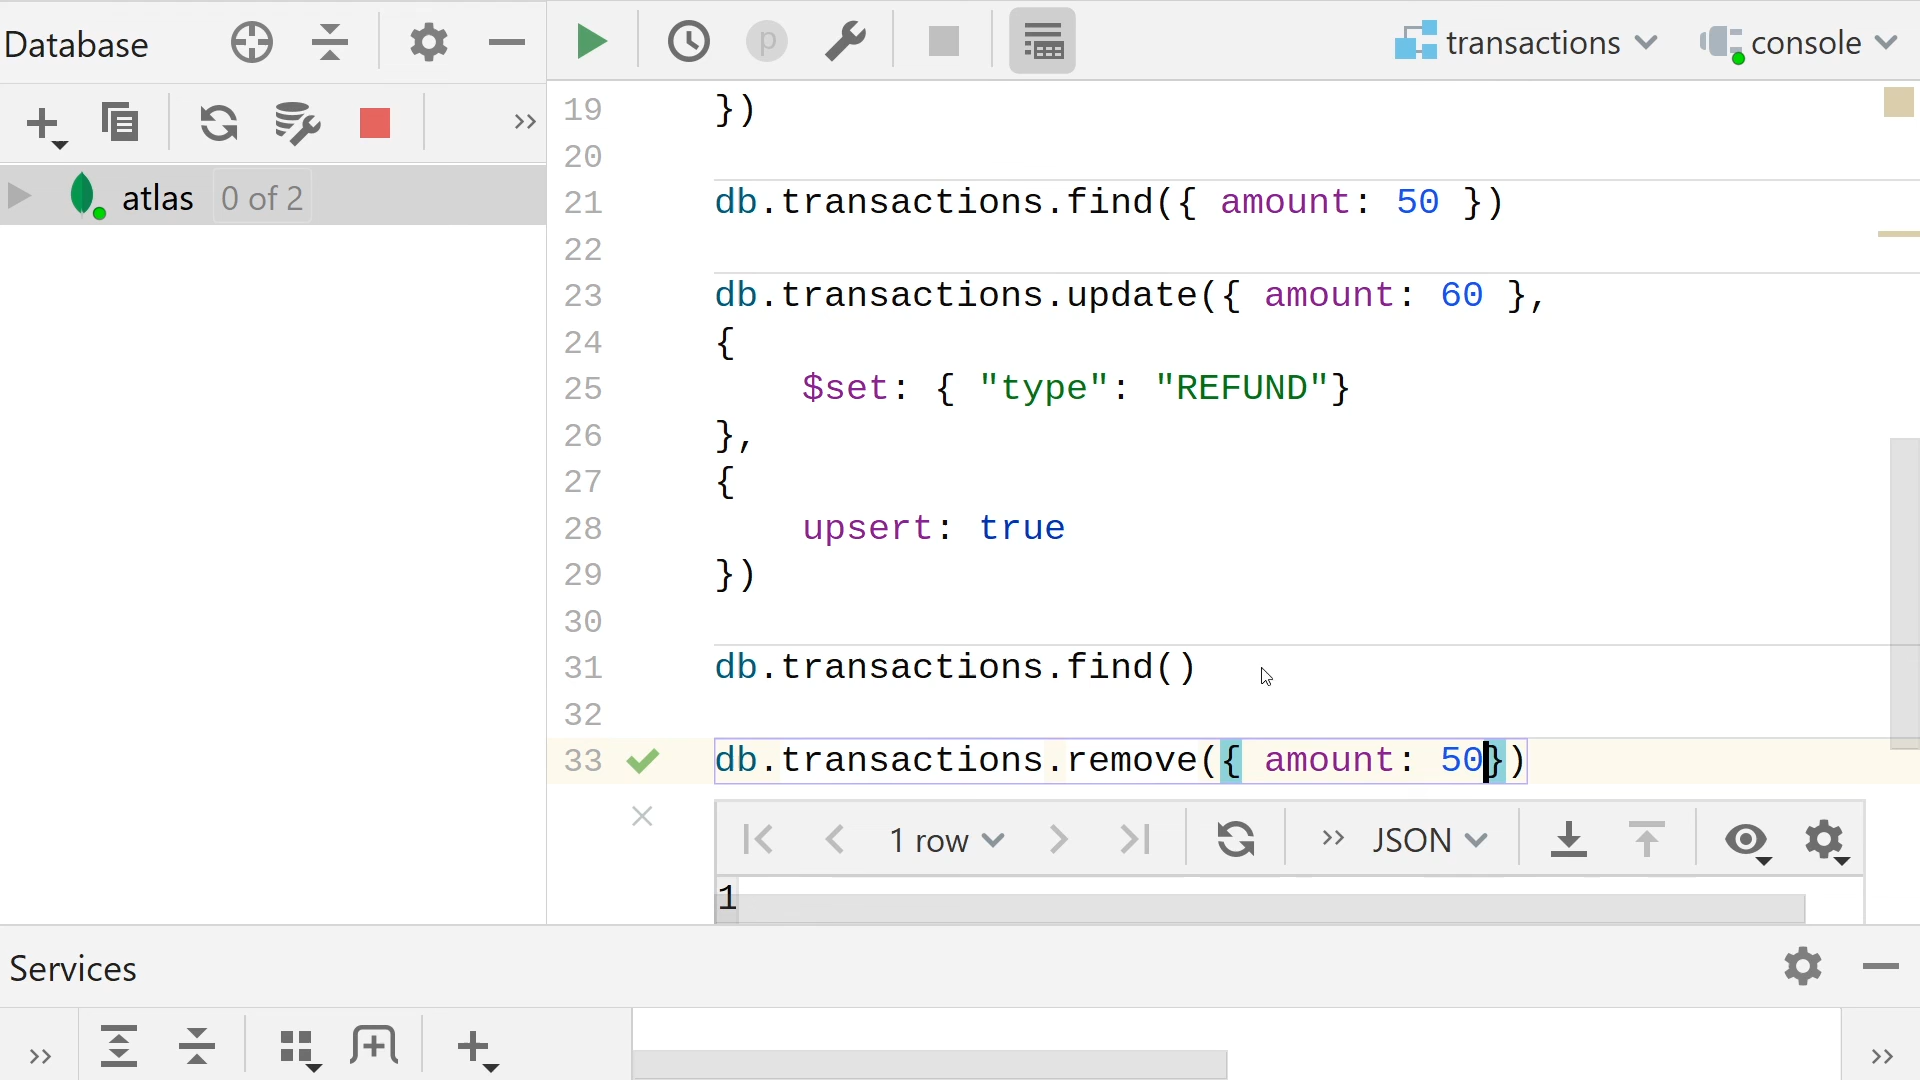 Database
transactions
console
atlas 0 of 2
19 })
20
21 db.transactions.find({ amount: 50 })
22
23 db.transactions.update({ amount: 60 },
24 {
25 $set: { "type": "REFUND"}
26 },
27 {
28 upsert: true
29 })
30
31 db.transactions.find()
32
33 db.transactions.remove({ amount: 50})
1 row
JSON
1
Services